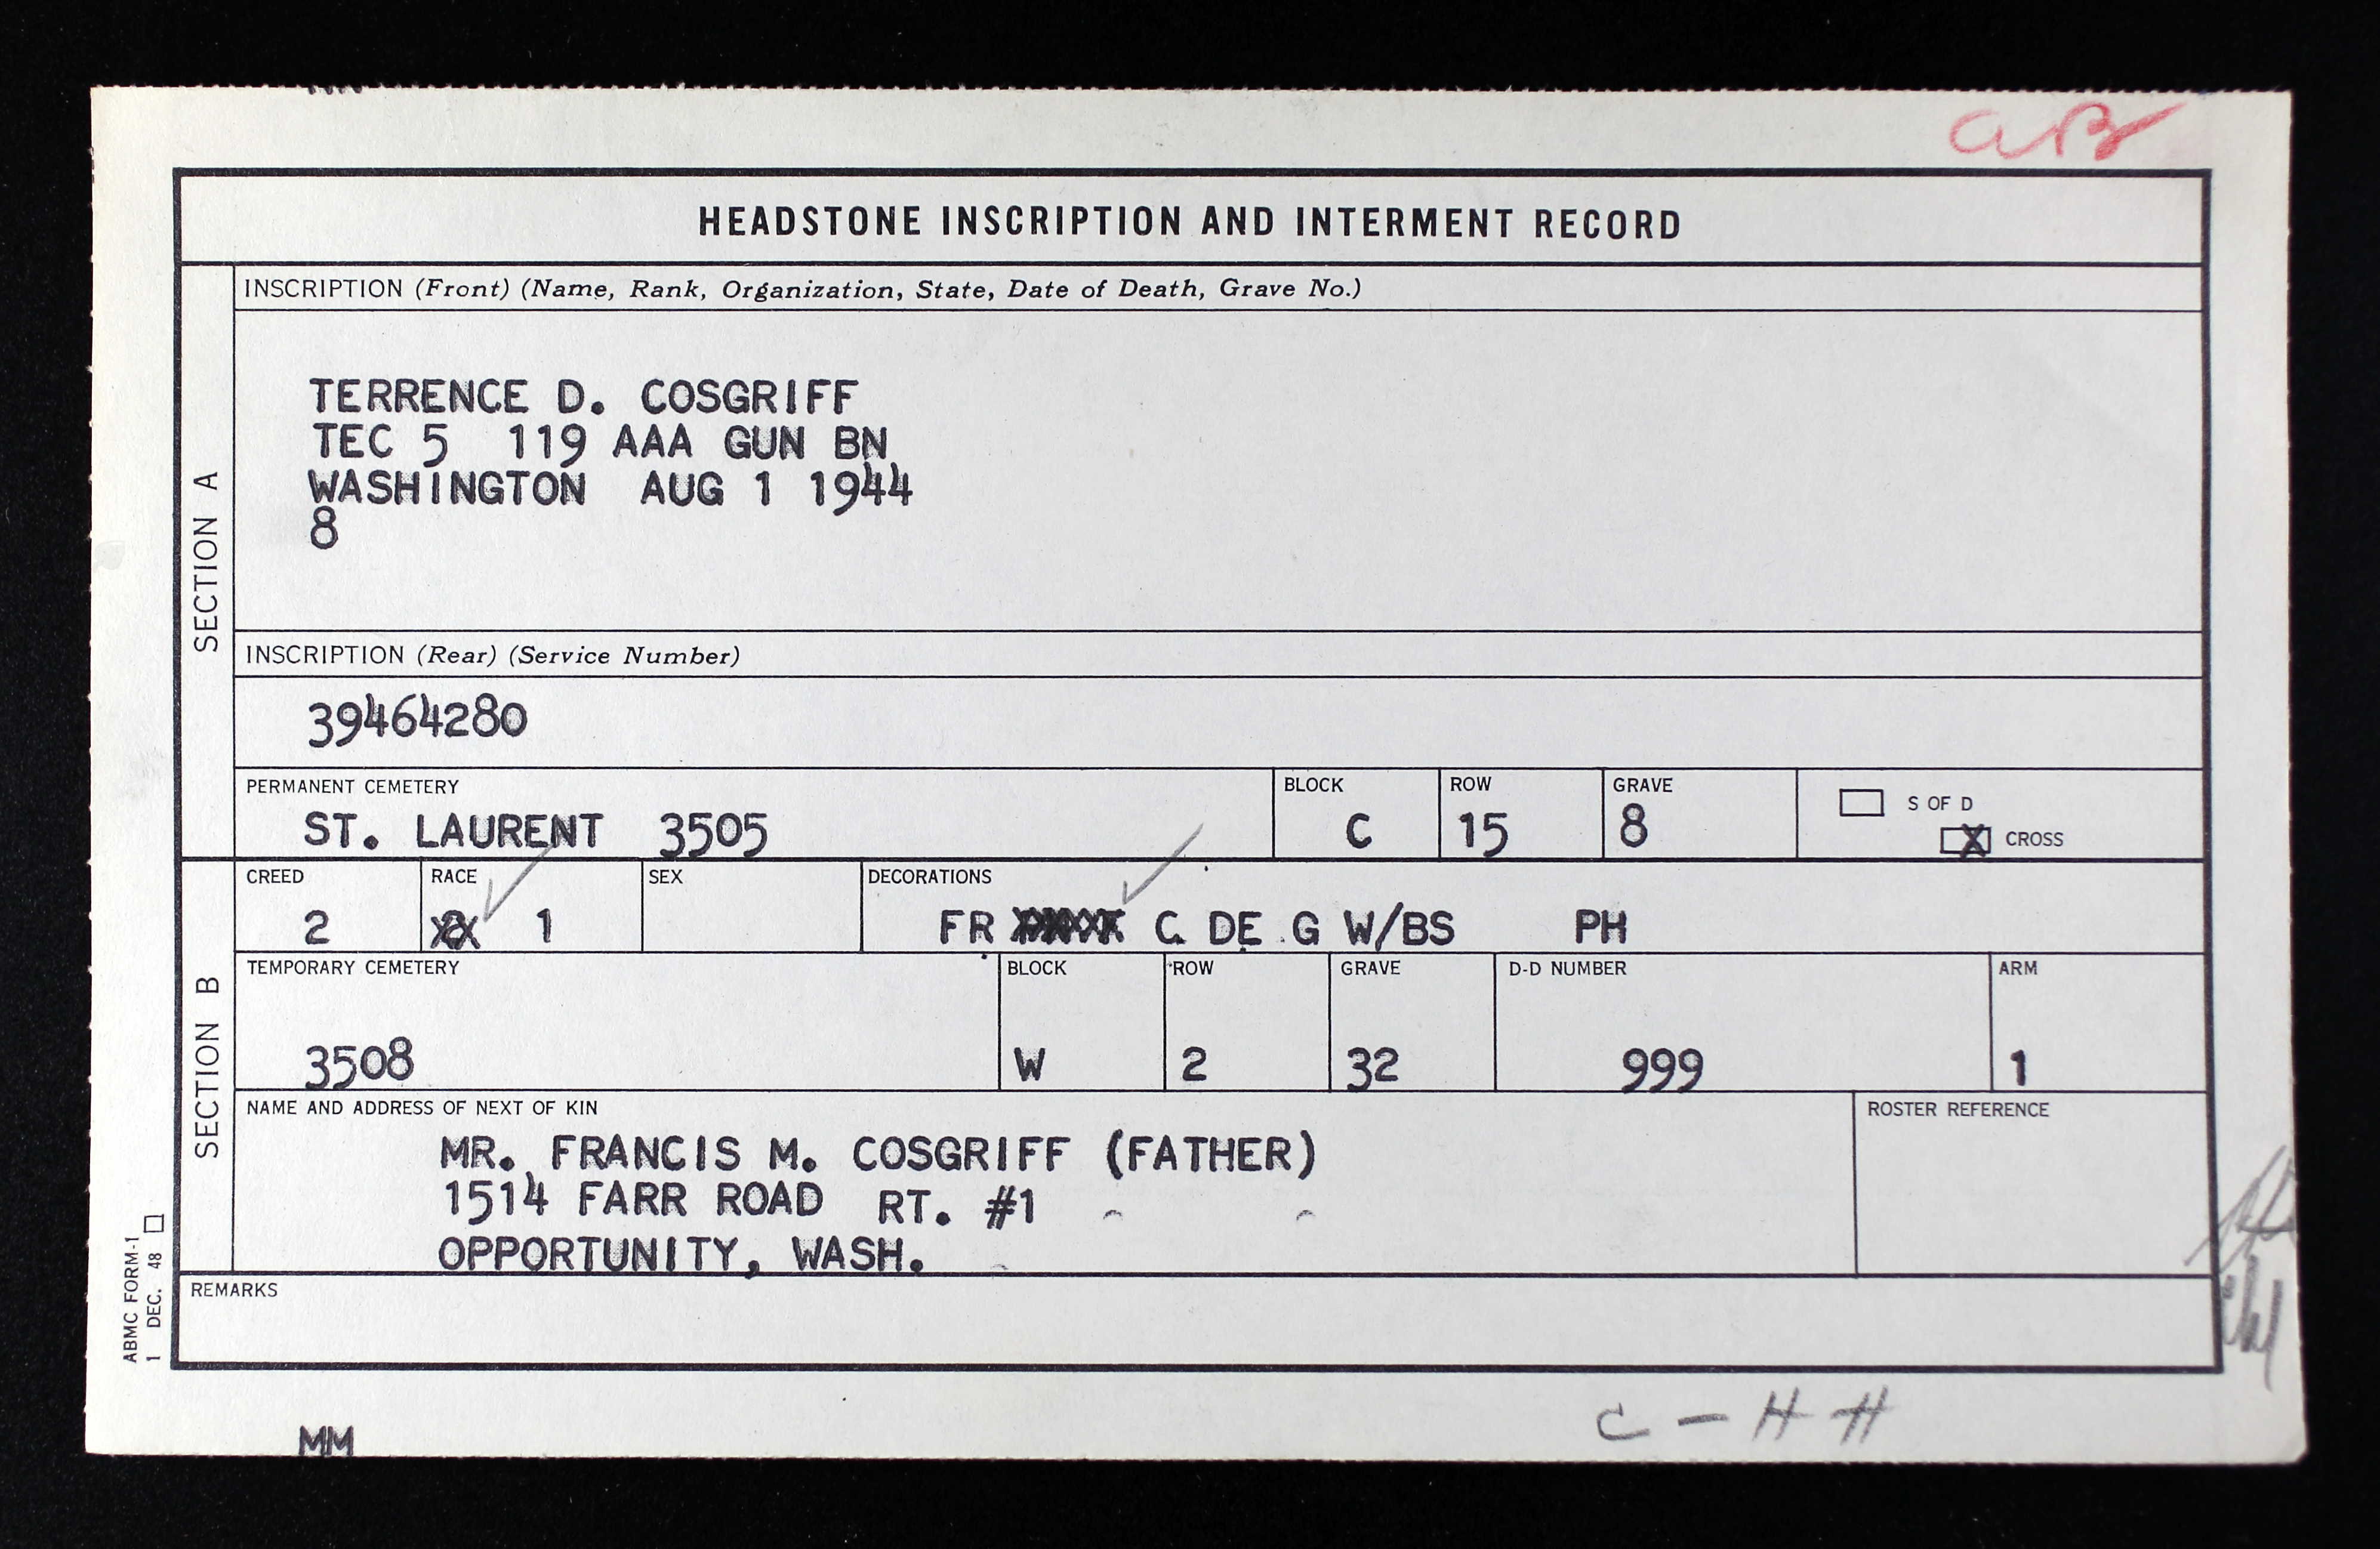 aB
HEADSTONE INSCRIPTION AND INTERMENT RECORD
SECTION A
INSCRIPTION (Front) (Name, Rank, Organization, State, Date of Death, Grave No.)
TERRENCE D. COSGRIFF
TEC 5 119 AAA GUN BN
WASHINGTON AUG 1 1944
8
INSCRIPTION (Rear) (Service Number)
39464280
PERMANENT CEMETERY BLOCK ROW GRAVE
ST. LAURENT 3505 C 15 8
S OF D
X CROSS
SECTION B
CREED RACE SEX DECORATIONS
2 1 FR C. DE G W/BS PH
TEMPORARY CEMETERY BLOCK ROW GRAVE D-D NUMBER ARM
3508 W 2 32 999 1
NAME AND ADDRESS OF NEXT OF KIN ROSTER REFERENCE
MR. FRANCIS M. COSGRIFF (FATHER)
1514 FARR ROAD RT. #1
OPPORTUNITY, WASH.
REMARKS
ABMC FORM-1
1 DEC. 48
C - H H
MM